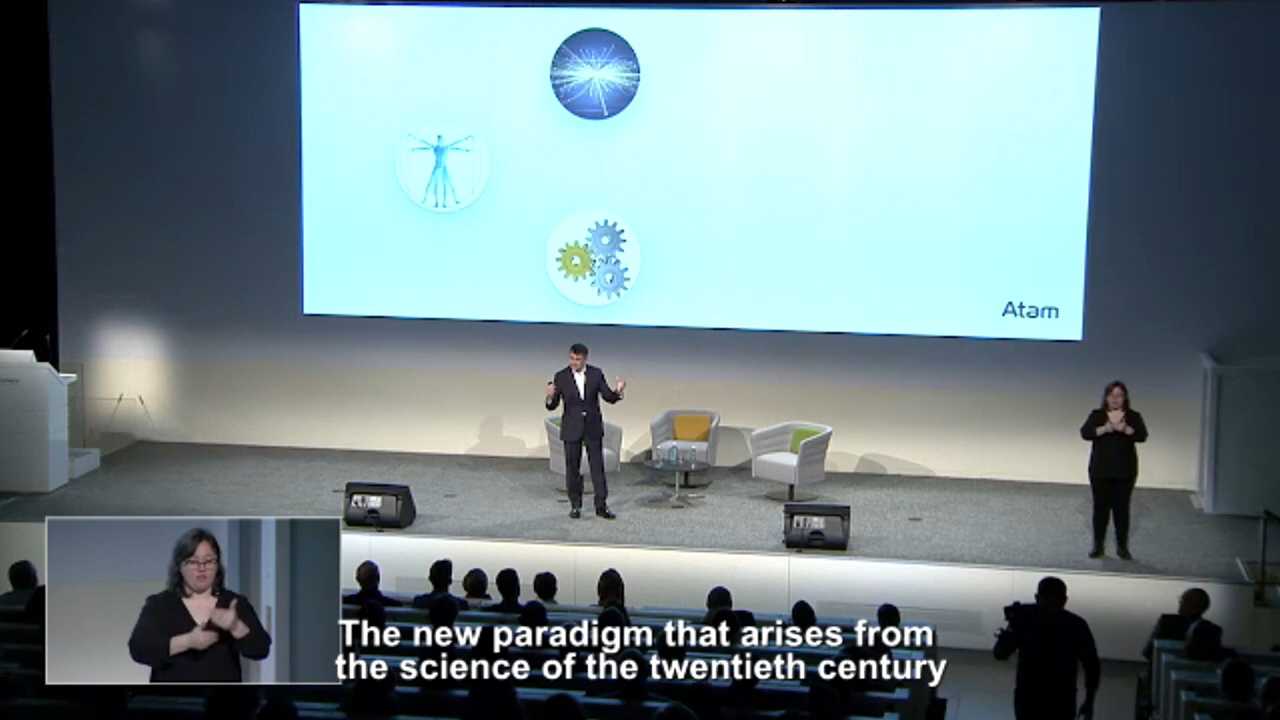 Atam
The new paradigm that arises from
the science of the twentieth century